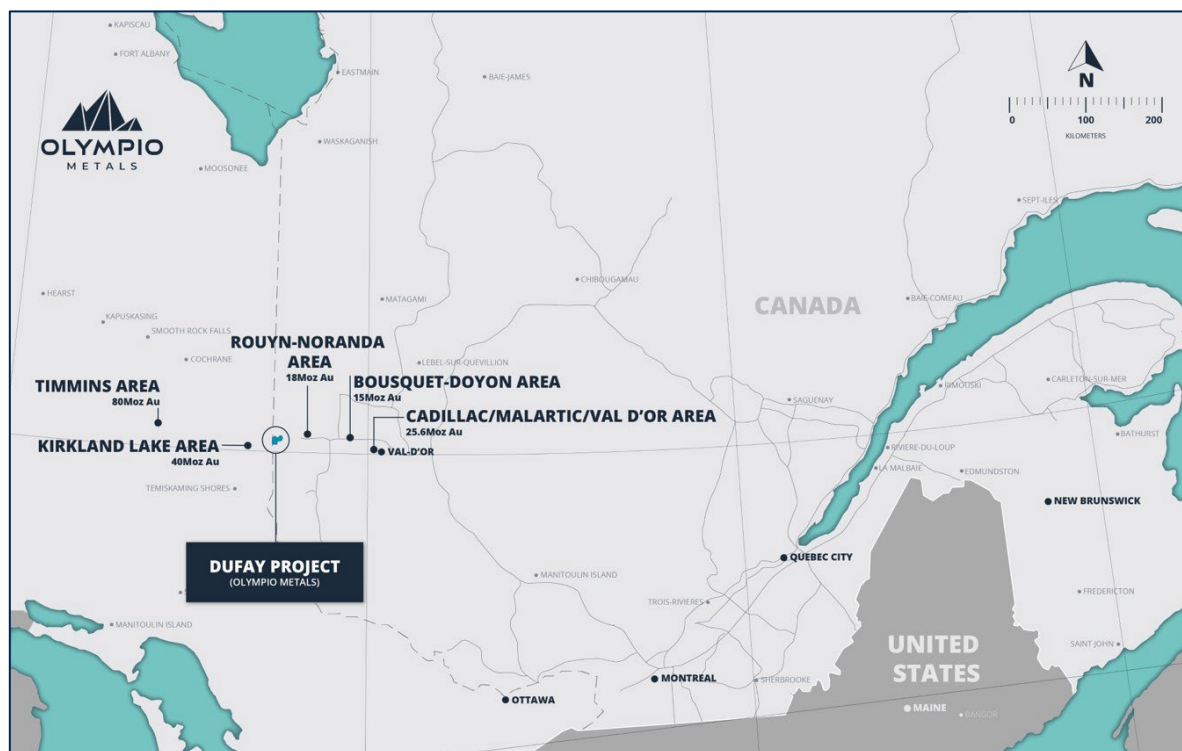 KAPISCAU
FORT ALBANY
EASTMAIN
BAIE-JAMES
N
0 100 200
KILOMETERS
OLYMPIO
METALS
WASKAGANISH
MOOSONEE
SEPT-ILES
CHIBOUGAMAU
HEARST
MATAGAMI
CANADA
BAIE-COMEAU
KAPUSKASING
SMOOTH ROCK FALLS
COCHRANE
ROUYN-NORANDA
AREA
18Moz Au
LEBEL-SUR-QUEVILLION
TIMMINS AREA
80Moz Au
BOUSQUET-DOYON AREA
15Moz Au
CADILLAC/MALARTIC/VAL D'OR AREA
25.6Moz Au
KIRKLAND LAKE AREA
40Moz Au
VAL-D'OR
SAGUENAY
RIMOUSKI
CARLETON-SUR-MER
BATHURST
RIVIERE-DU-LOUP
LA MALBAIE
EDMUNDSTON
TEMISKAMING SHORES
NEW BRUNSWICK
DUFAY PROJECT
(OLYMPIO METALS)
QUEBEC CITY
MANITOULIN ISLAND
TROIS-RIVIERES
FREDERICTON
MANITOULIN ISLAND
UNITED
STATES
SAINT JOHN
MONTREAL
SHERBROOKE
OTTAWA
MAINE
BANGOR